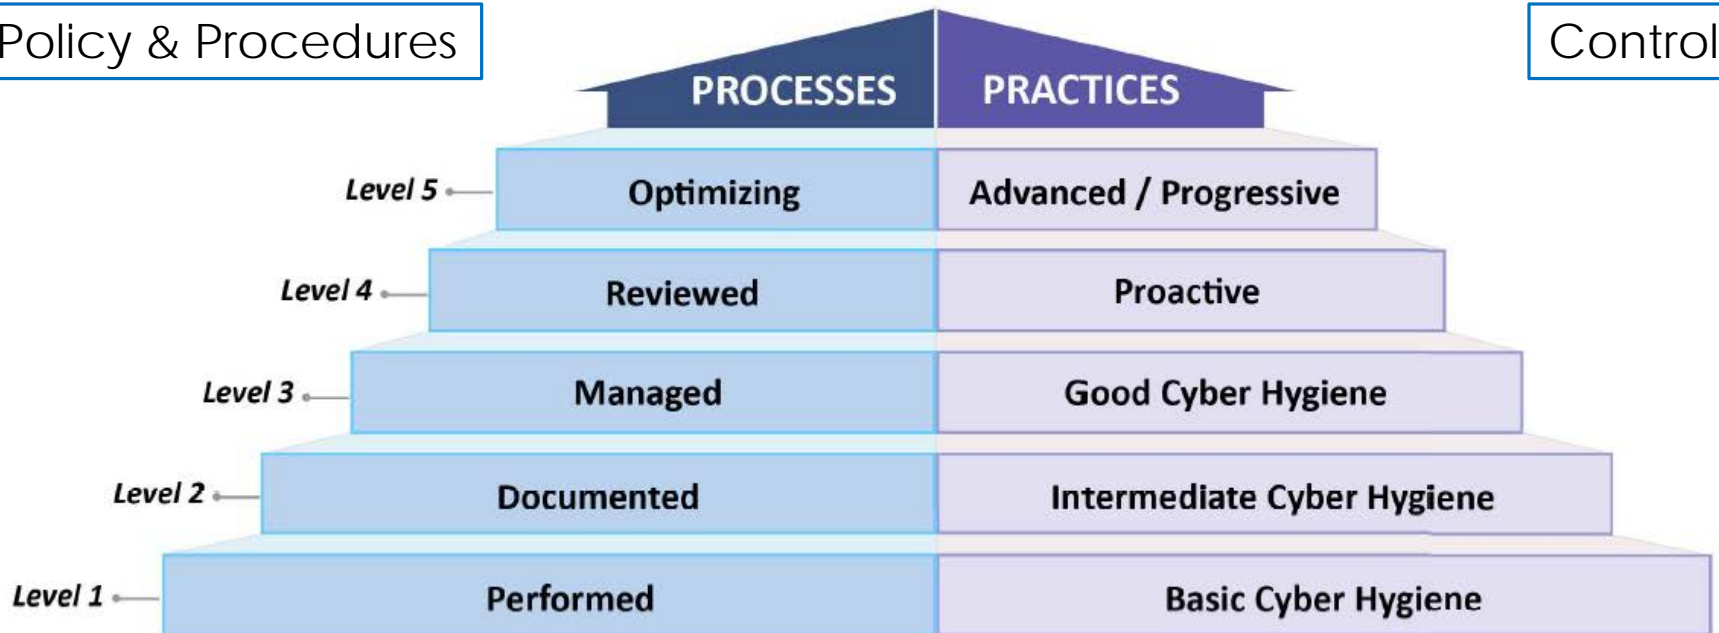 Policy & Procedures
Control
PROCESSES PRACTICES
Level 5 Optimizing Advanced / Progressive
Level 4 Reviewed Proactive
Level 3 Managed Good Cyber Hygiene
Level 2 Documented Intermediate Cyber Hygiene
Level 1 Performed Basic Cyber Hygiene